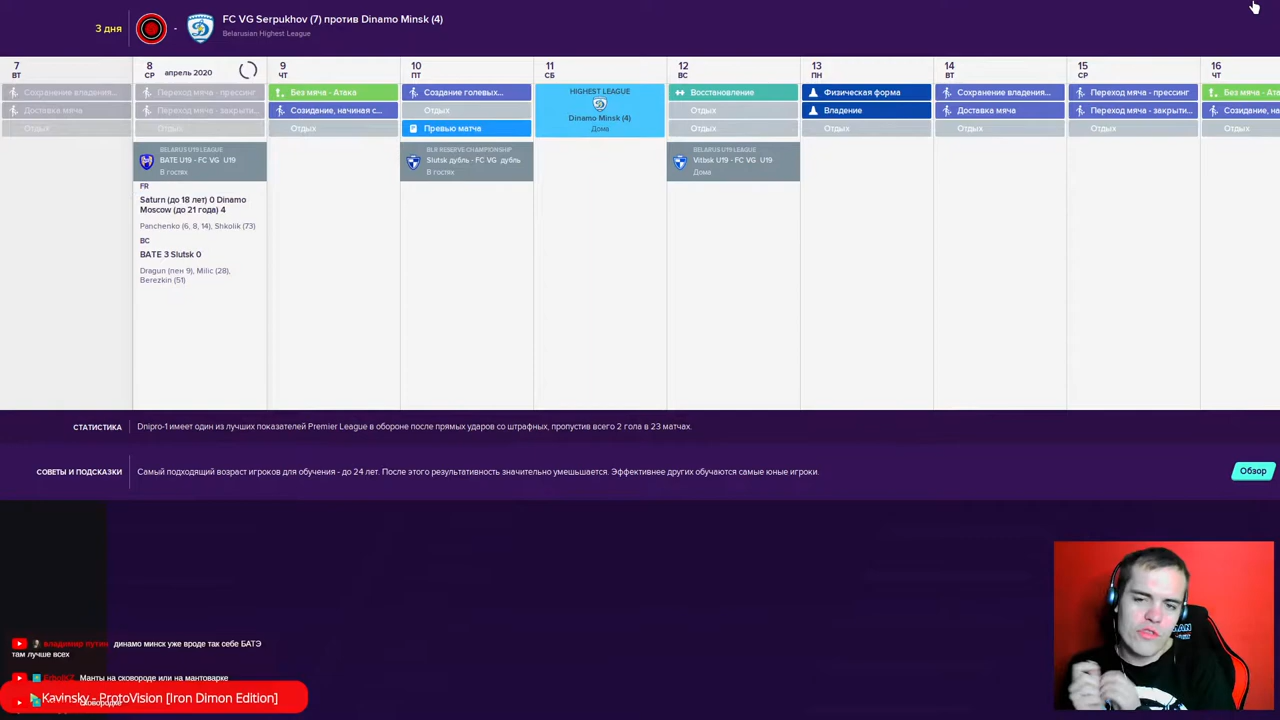 3 дня
-
FC VG Serpukhov (7) против Dinamo Minsk (4)
Belarusian Highest League
7
ВТ
8
СР
апрель 2020
9
ЧТ
10
ПТ
11
СБ
12
ВС
13
ПН
14
ВТ
15
СР
16
ЧТ
Сохранение владения...
Доставка мяча
Отдых
Переход мяча - прессинг
Переход мяча - закрыти...
Отдых
Без мяча - Атака
Созидание, начиная с...
Отдых
Создание голевых...
Отдых
Превью матча
HIGHEST LEAGUE
Dinamo Minsk (4)
Дома
Восстановление
Отдых
Отдых
Физическая форма
Владение
Отдых
Сохранение владения...
Доставка мяча
Отдых
Переход мяча - прессинг
Переход мяча - закрыти...
Отдых
Без мяча - Ата
Созидание, на
Отдых
BELARUS U19 LEAGUE
BATE U19 - FC VG U19
В гостях
BLR RESERVE CHAMPIONSHIP
Slutsk дубль - FC VG дубль
В гостях
BELARUS U19 LEAGUE
Vitbsk U19 - FC VG U19
Дома
FR
Saturn (до 18 лет) 0 Dinamo
Moscow (до 21 года) 4
Panchenko (6, 8, 14), Shkolik (73)
BC
BATE 3 Slutsk 0
Dragun (пен 9), Milic (28),
Berezkin (51)
СТАТИСТИКА
Dnipro-1 имеет один из лучших показателей Premier League в обороне после прямых ударов со штрафных, пропустив всего 2 гола в 23 матчах.
СОВЕТЫ И ПОДСКАЗКИ
Самый подходящий возраст игроков для обучения - до 24 лет. После этого результативность значительно умешьшается. Эффективнее других обучаются самые юные игроки.
Обзор
владимир путин динамо минск уже вроде так себе БАТЭ
там лучше всех
Манты на сковороде или на мантоварке
Kavinsky - ProtoVision [Iron Dimon Edition]